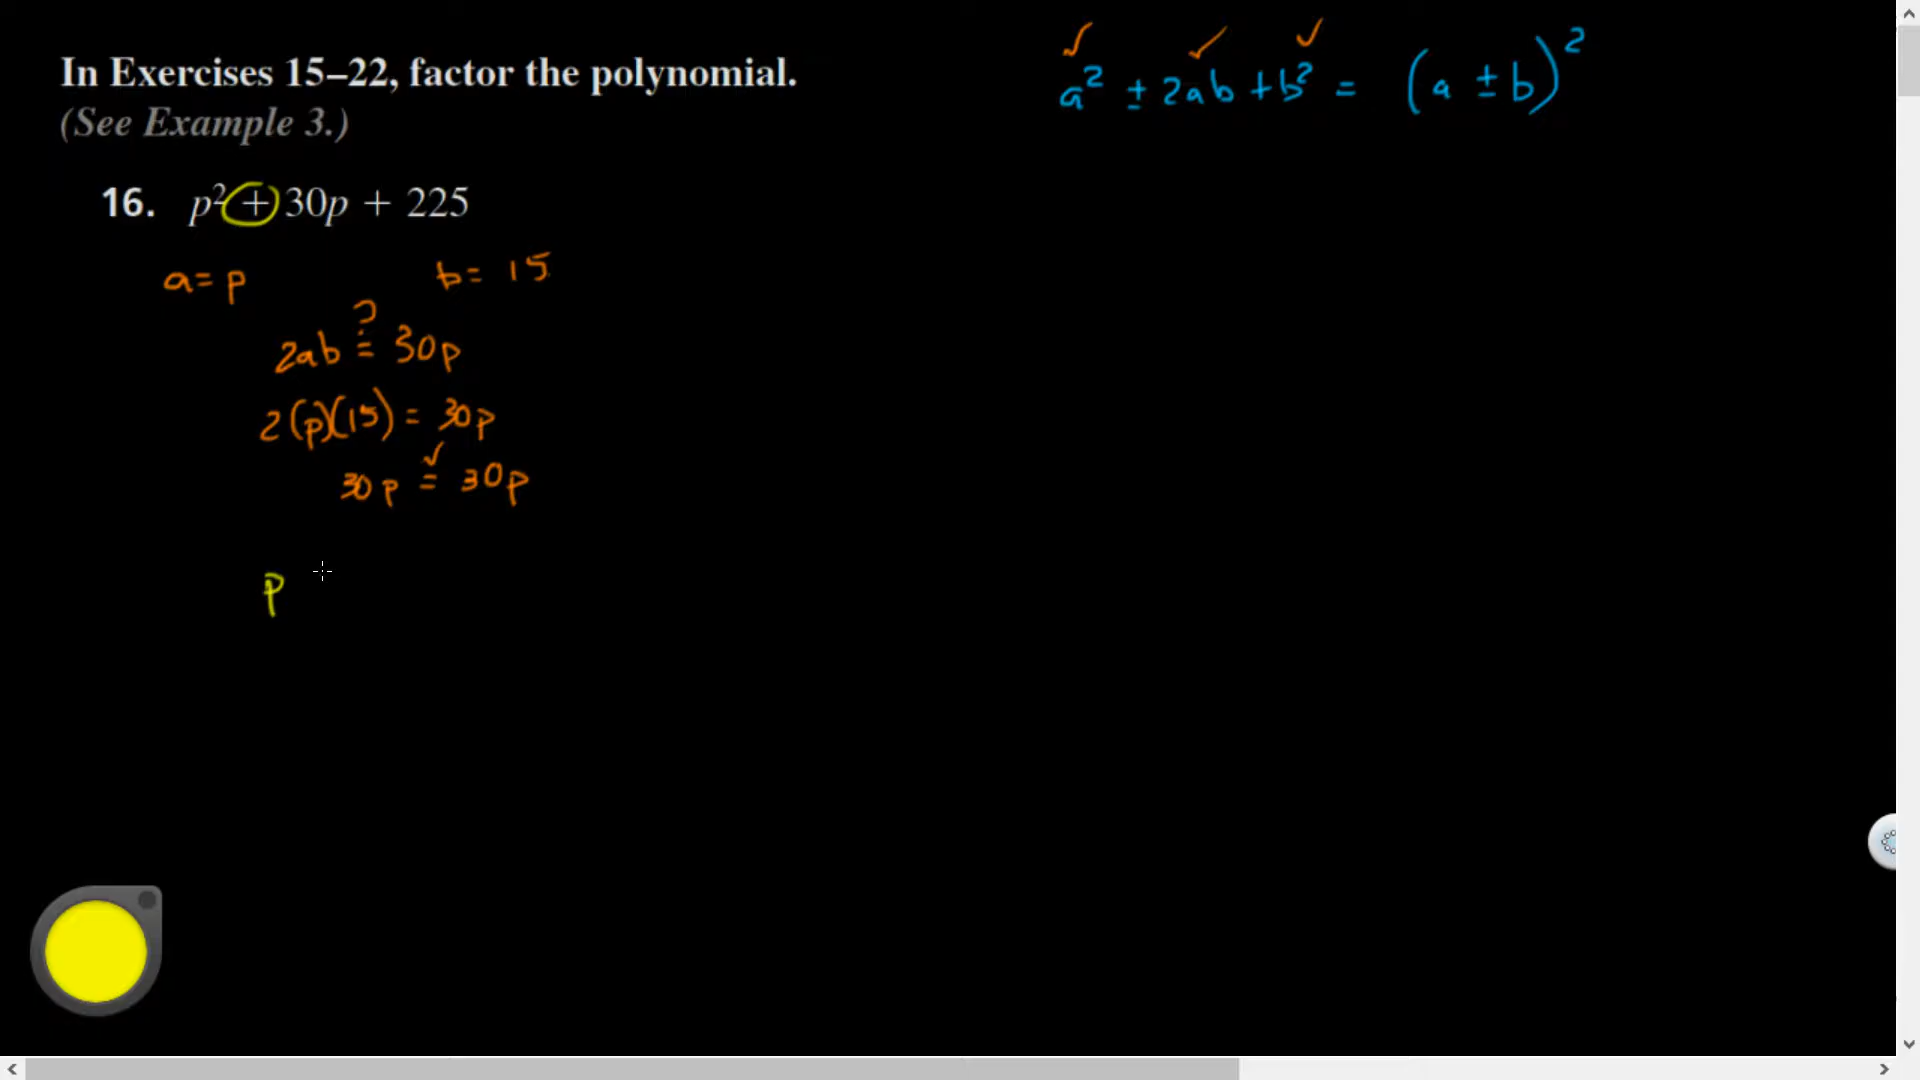 In Exercises 15–22, factor the polynomial.
(See Example 3.)
a² ± 2ab + b² = (a ± b)²
16. p² + 30p + 225
a = p
b = 15
2ab ≟ 30p
2(p)(15) = 30p
30p = 30p
p